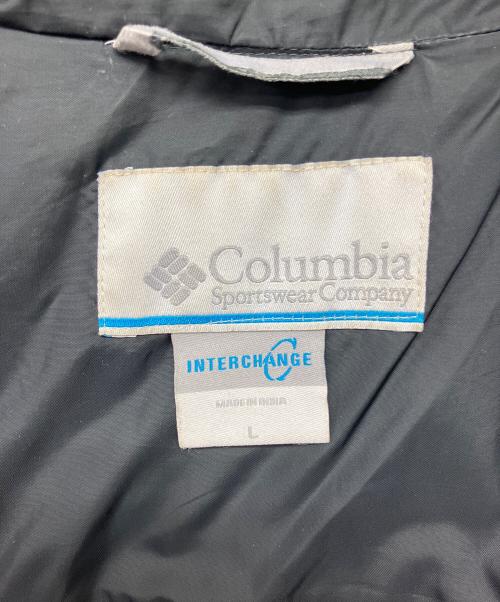 Columbia
Sportswear Company
INTERCHANGE
MADE IN INDIA
L